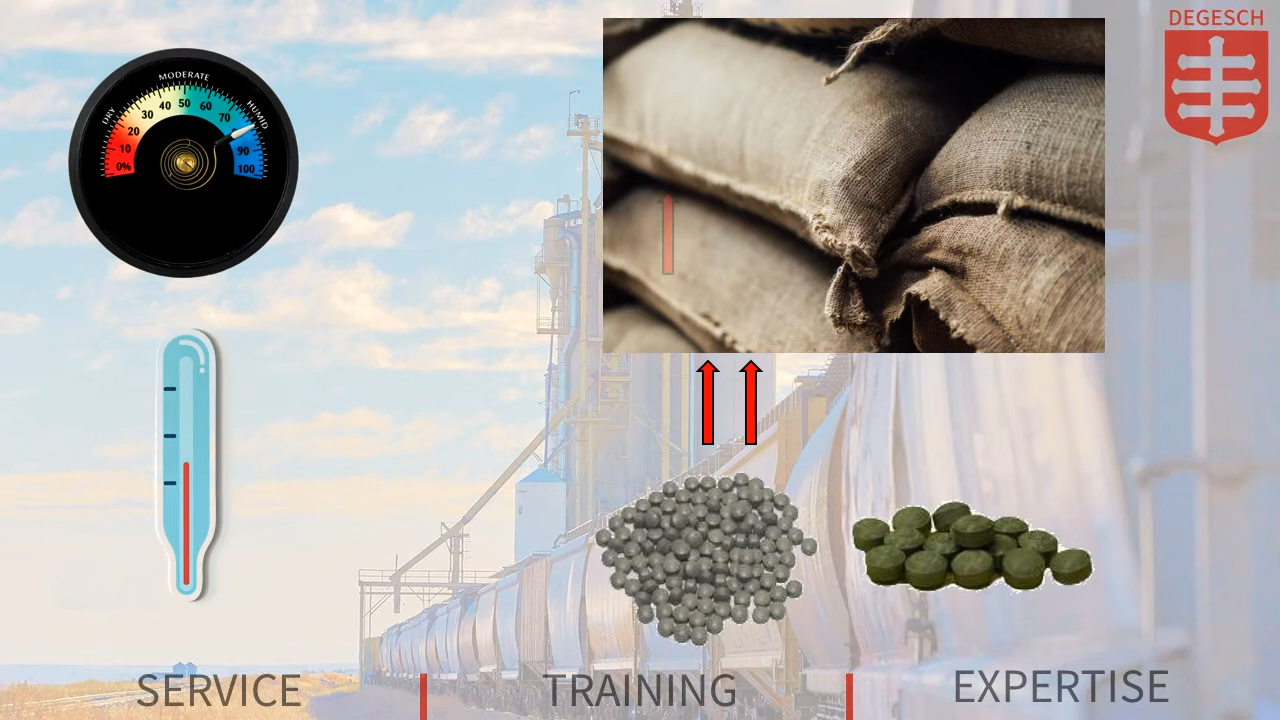 DEGESCH
MODERATE
DRY
HUMID
0%
10
20
30
40
50
60
70
90
100
SERVICE
TRAINING
EXPERTISE